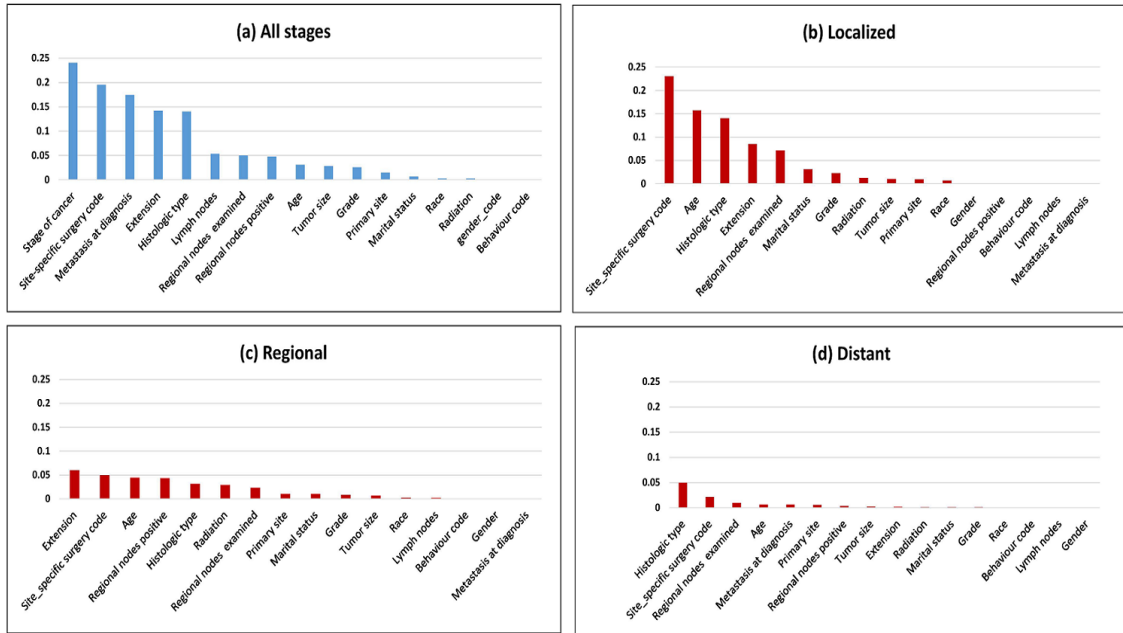 (a) All stages
0.25
0.2
0.15
0.1
0.05
0
Stage of cancer
Site-specific surgery code
Metastasis at diagnosis
Extension
Histologic type
Lymph nodes
Regional nodes examined
Regional nodes positive
Age
Tumor size
Grade
Primary site
Marital status
Race
Radiation
gender_code
Behaviour code
(b) Localized
0.25
0.2
0.15
0.1
0.05
0
Site_specific surgery code
Age
Histologic type
Extension
Regional nodes examined
Marital status
Grade
Radiation
Tumor size
Primary site
Race
Gender
Regional nodes positive
Behaviour code
Lymph nodes
Metastasis at diagnosis
(c) Regional
0.25
0.2
0.15
0.1
0.05
0
Extension
Site_specific surgery code
Age
Regional nodes positive
Histologic type
Radiation
Regional nodes examined
Primary site
Marital status
Grade
Tumor size
Race
Lymph nodes
Behaviour code
Gender
Metastasis at diagnosis
(d) Distant
0.25
0.2
0.15
0.1
0.05
0
Histologic type
Site_specific surgery code
Regional nodes examined
Age
Metastasis at diagnosis
Primary site
Regional nodes positive
Tumor size
Extension
Radiation
Marital status
Grade
Race
Behaviour code
Lymph nodes
Gender